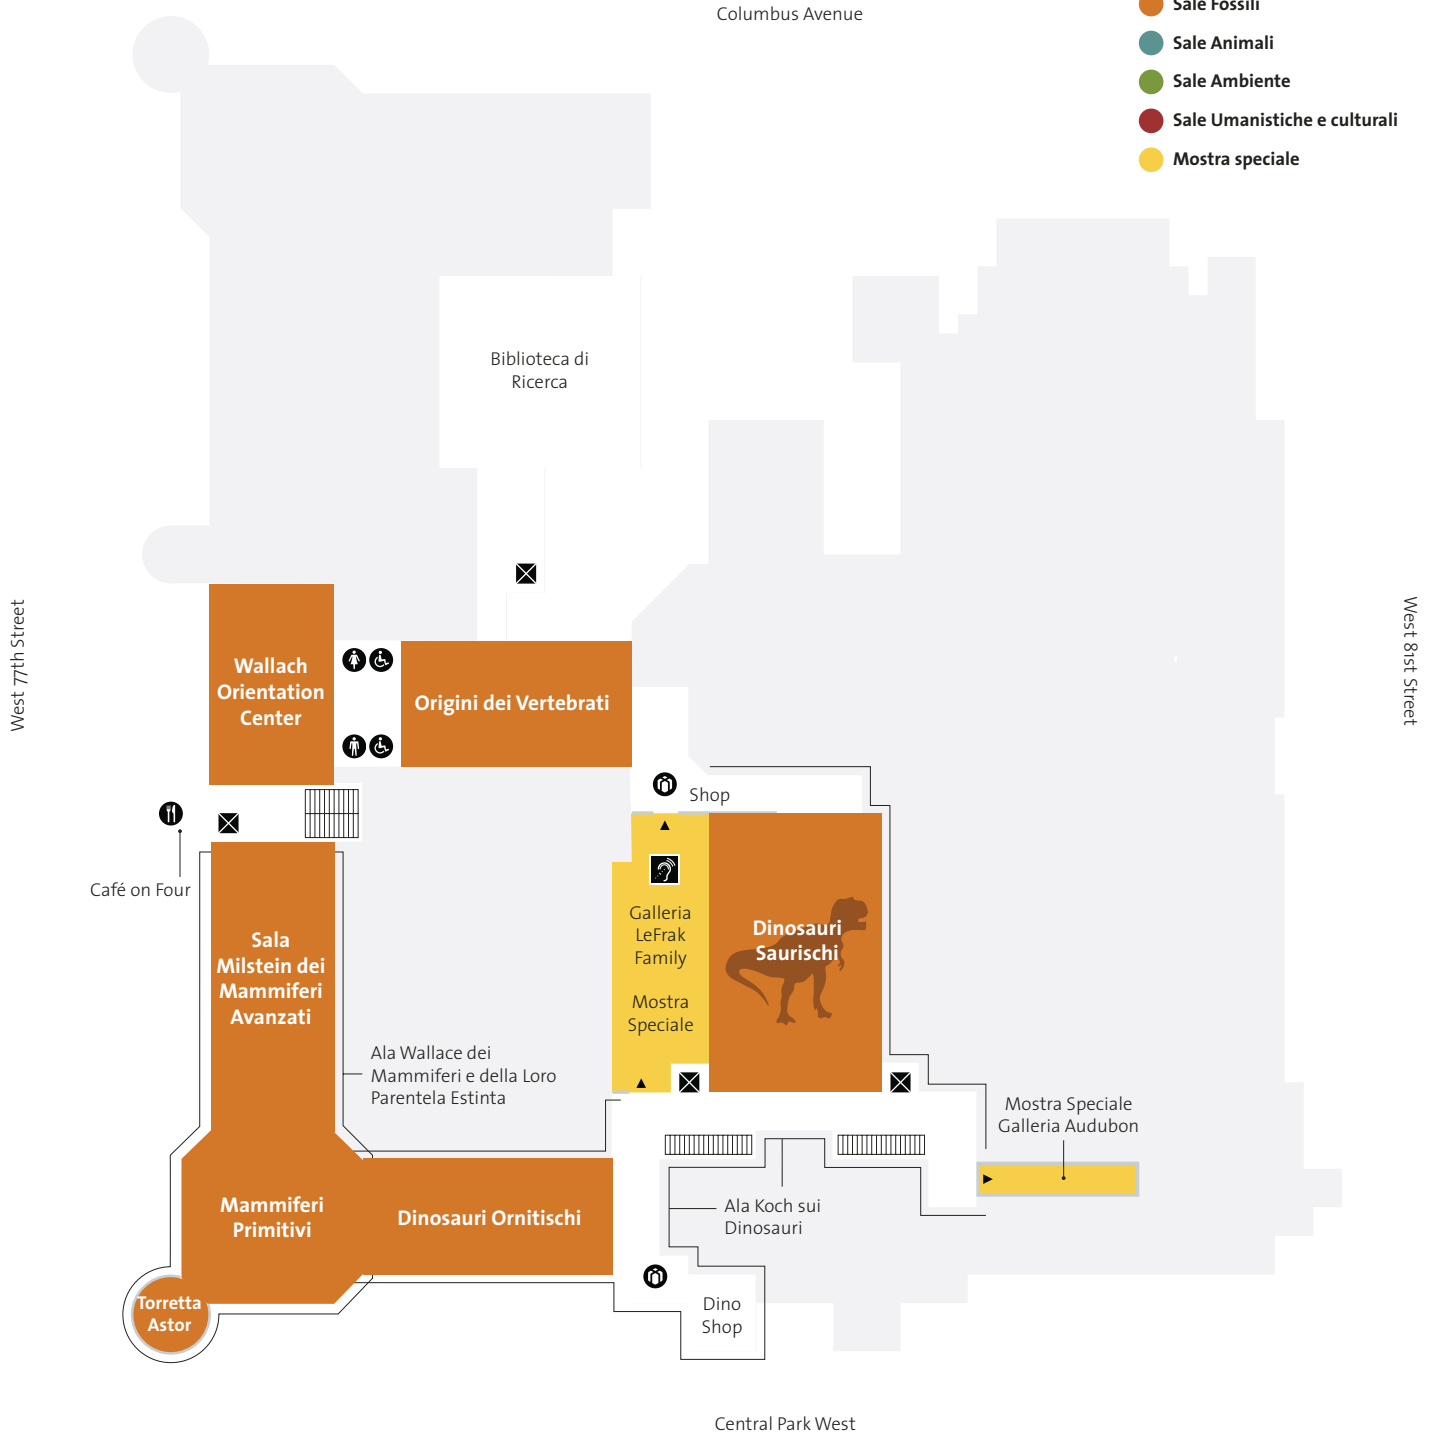 Columbus Avenue
Sale Fossili
Sale Animali
Sale Ambiente
Sale Umanistiche e culturali
Mostra speciale
Biblioteca di
Ricerca
West 77th Street
West 81st Street
Wallach
Orientation
Center
Origini dei Vertebrati
Shop
Café on Four
Galleria
LeFrak
Family
Mostra
Speciale
Dinosauri
Saurischi
Sala
Milstein dei
Mammiferi
Avanzati
Ala Wallace dei
Mammiferi e della Loro
Parentela Estinta
Mostra Speciale
Galleria Audubon
Mammiferi
Primitivi
Dinosauri Ornitischi
Ala Koch sui
Dinosauri
Torretta
Astor
Dino
Shop
Central Park West